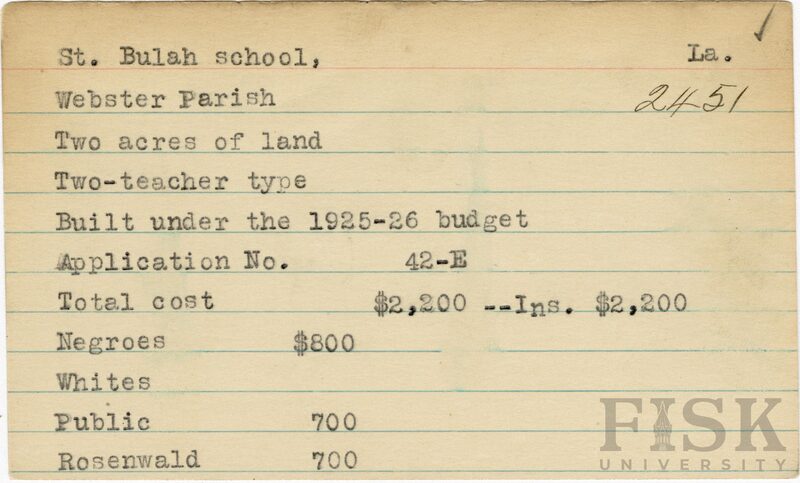 St. Bulah school, La.
Webster Parish 2451
Two acres of land
Two-teacher type
Built under the 1925-26 budget
Application No. 42-E
Total cost $2,200 --Ins. $2,200
Negroes $800
Whites
Public 700
Rosenwald 700
FISK
UNIVERSITY